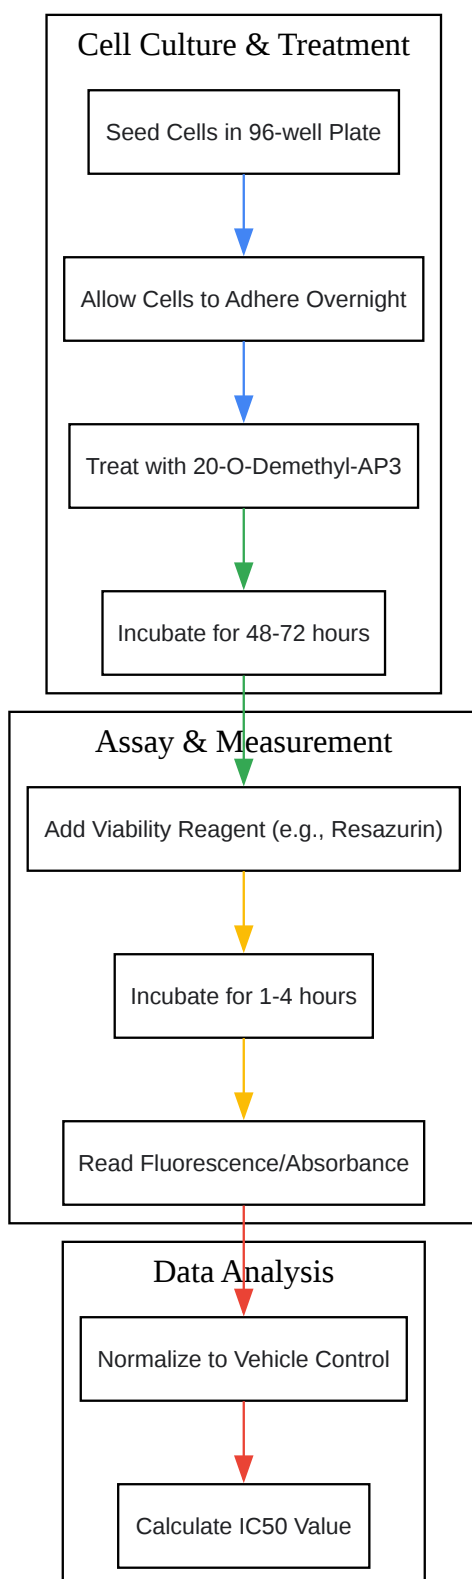 Cell Culture & Treatment
Seed Cells in 96-well Plate
Allow Cells to Adhere Overnight
Treat with 20-O-Demethyl-AP3
Incubate for 48-72 hours
Assay & Measurement
Add Viability Reagent (e.g., Resazurin)
Incubate for 1-4 hours
Read Fluorescence/Absorbance
Data Analysis
Normalize to Vehicle Control
Calculate IC50 Value